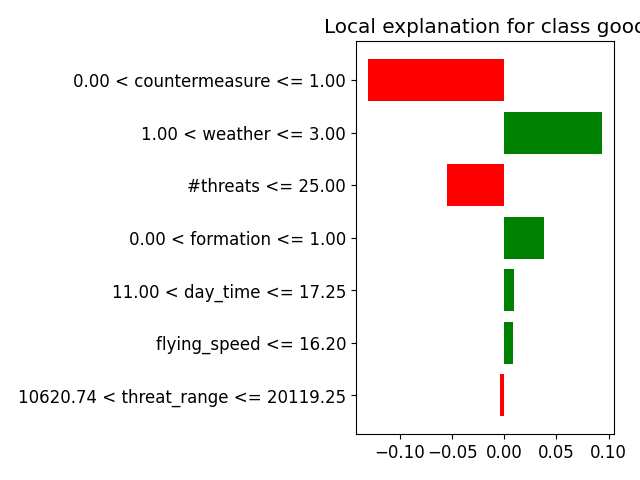 Local explanation for class good
0.00 < countermeasure <= 1.00
1.00 < weather <= 3.00
#threats <= 25.00
0.00 < formation <= 1.00
11.00 < day_time <= 17.25
flying_speed <= 16.20
10620.74 < threat_range <= 20119.25
−0.10 −0.05 0.00 0.05 0.10